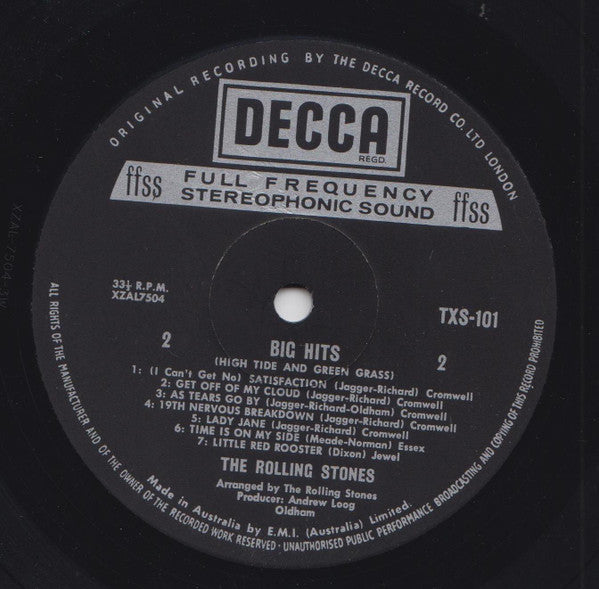 ORIGINAL RECORDING BY THE DECCA RECORD CO. LTD LONDON
DECCA
REGD.
ffss FULL FREQUENCY STEREOPHONIC SOUND ffss
33⅓ R.P.M.
XZAL7504
TXS-101
2
BIG HITS
2
(HIGH TIDE AND GREEN GRASS)
1: (I Can't Get No) SATISFACTION (Jagger-Richard) Cromwell
2: GET OFF OF MY CLOUD (Jagger-Richard) Cromwell
3: AS TEARS GO BY (Jagger-Richard-Oldham) Cromwell
4: 19TH NERVOUS BREAKDOWN (Jagger-Richard) Cromwell
5: LADY JANE (Jagger-Richard) Cromwell
6: TIME IS ON MY SIDE (Meade-Norman) Essex
7: LITTLE RED ROOSTER (Dixon) Jewel
THE ROLLING STONES
Arranged by The Rolling Stones
Producer: Andrew Loog
Oldham
Made in Australia by E.M.I. (Australia) Limited.
ALL RIGHTS OF THE MANUFACTURER AND OF THE OWNER OF THE RECORDED WORK RESERVED · UNAUTHORISED PUBLIC PERFORMANCE BROADCASTING AND COPYING OF THIS RECORD PROHIBITED